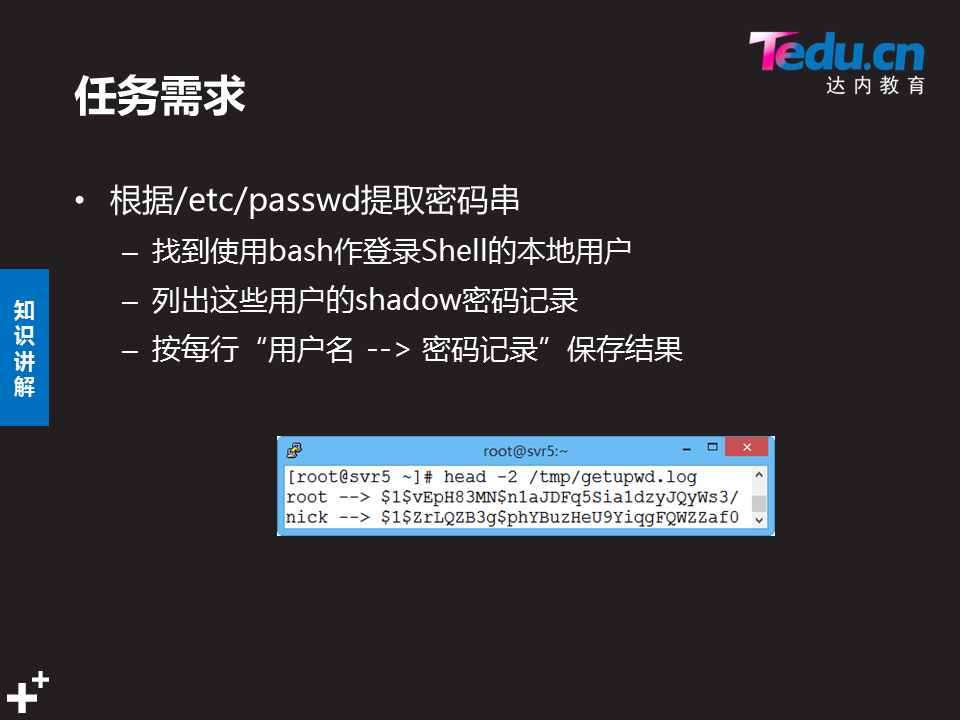 Tedu.cn
达内教育
任务需求
• 根据/etc/passwd提取密码串
– 找到使用bash作登录Shell的本地用户
– 列出这些用户的shadow密码记录
– 按每行“用户名 --> 密码记录”保存结果
知识讲解
root@svr5:~
[root@svr5 ~]# head -2 /tmp/getupwd.log
root --> $1$vEpH83MN$n1aJDFq5Sia1dzyJQyWs3/
nick --> $1$ZrLQZB3g$phYBuzHeU9YiqgFQWZZaf0